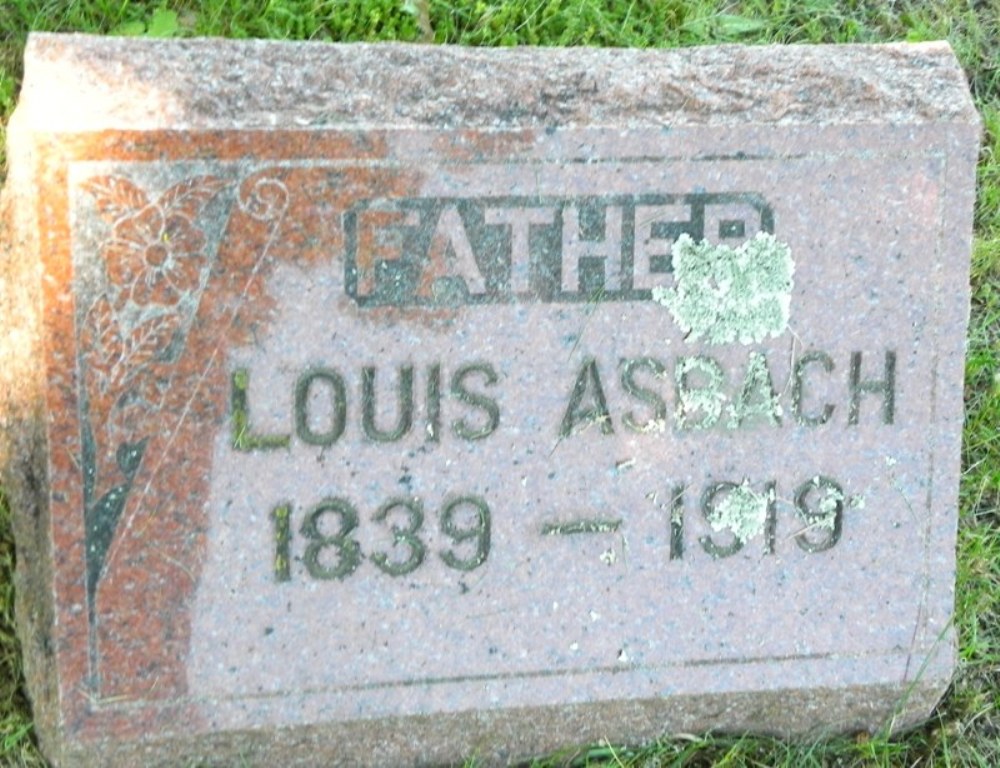 FATHER
LOUIS ASBACH
1839 – 1919